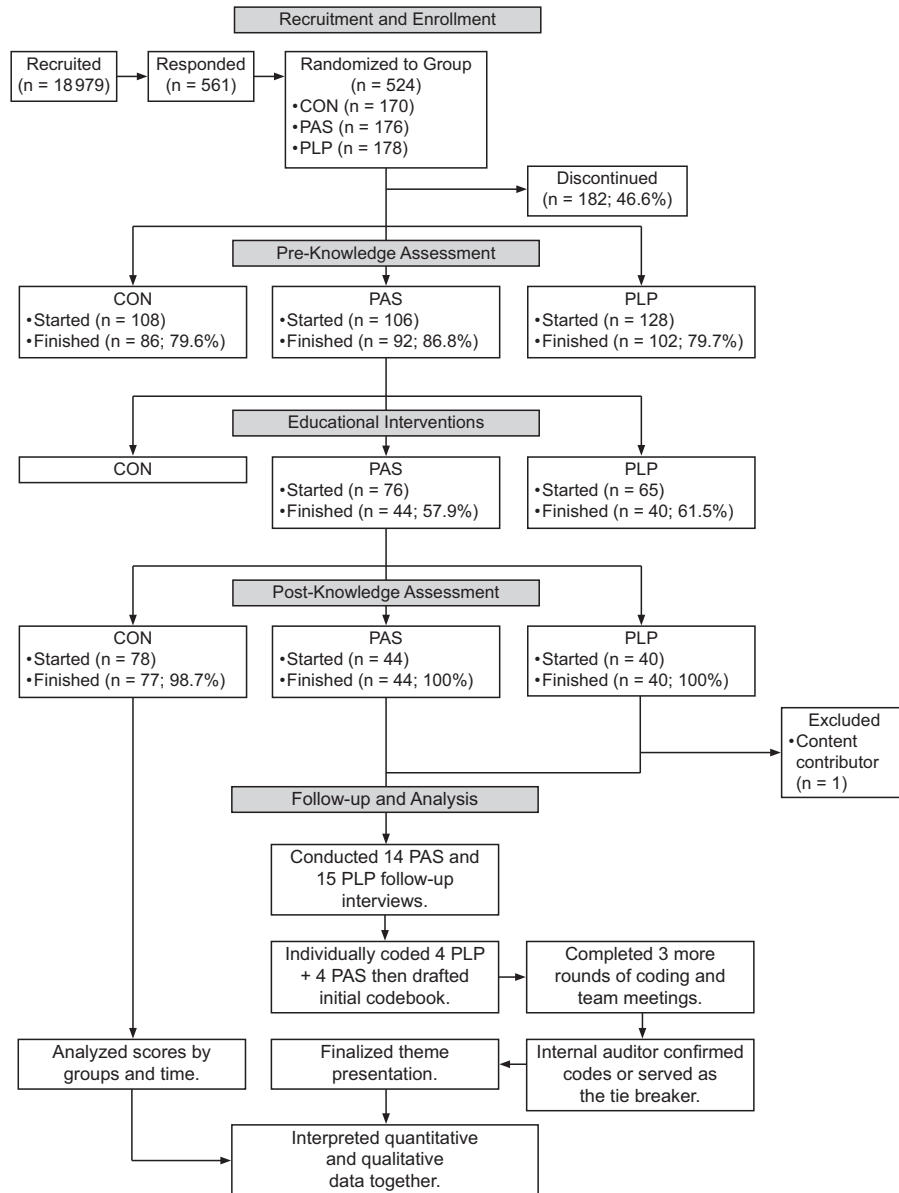 Recruitment and Enrollment
Recruited
(n = 18 979)
Responded
(n = 561)
Randomized to Group
(n = 524)
•CON (n = 170)
•PAS (n = 176)
•PLP (n = 178)
Discontinued
(n = 182; 46.6%)
Pre-Knowledge Assessment
CON
•Started (n = 108)
•Finished (n = 86; 79.6%)
PAS
•Started (n = 106)
•Finished (n = 92; 86.8%)
PLP
•Started (n = 128)
•Finished (n = 102; 79.7%)
Educational Interventions
CON
PAS
•Started (n = 76)
•Finished (n = 44; 57.9%)
PLP
•Started (n = 65)
•Finished (n = 40; 61.5%)
Post-Knowledge Assessment
CON
•Started (n = 78)
•Finished (n = 77; 98.7%)
PAS
•Started (n = 44)
•Finished (n = 44; 100%)
PLP
•Started (n = 40)
•Finished (n = 40; 100%)
Excluded
•Content
contributor
(n = 1)
Follow-up and Analysis
Conducted 14 PAS and
15 PLP follow-up
interviews.
Individually coded 4 PLP
+ 4 PAS then drafted
initial codebook.
Completed 3 more
rounds of coding and
team meetings.
Internal auditor confirmed
codes or served as
the tie breaker.
Finalized theme
presentation.
Analyzed scores by
groups and time.
Interpreted quantitative
and qualitative
data together.